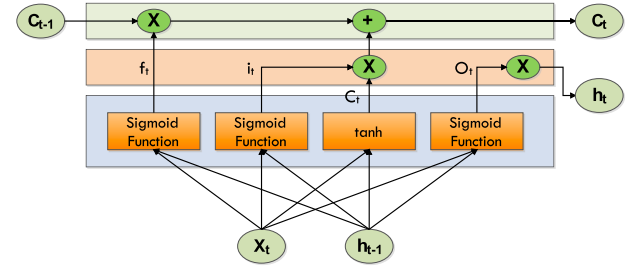 Ct-1
X
+
Ct
ft
it
X
Ot
X
Ct
ht
Sigmoid
Function
Sigmoid
Function
tanh
Sigmoid
Function
Xt
ht-1